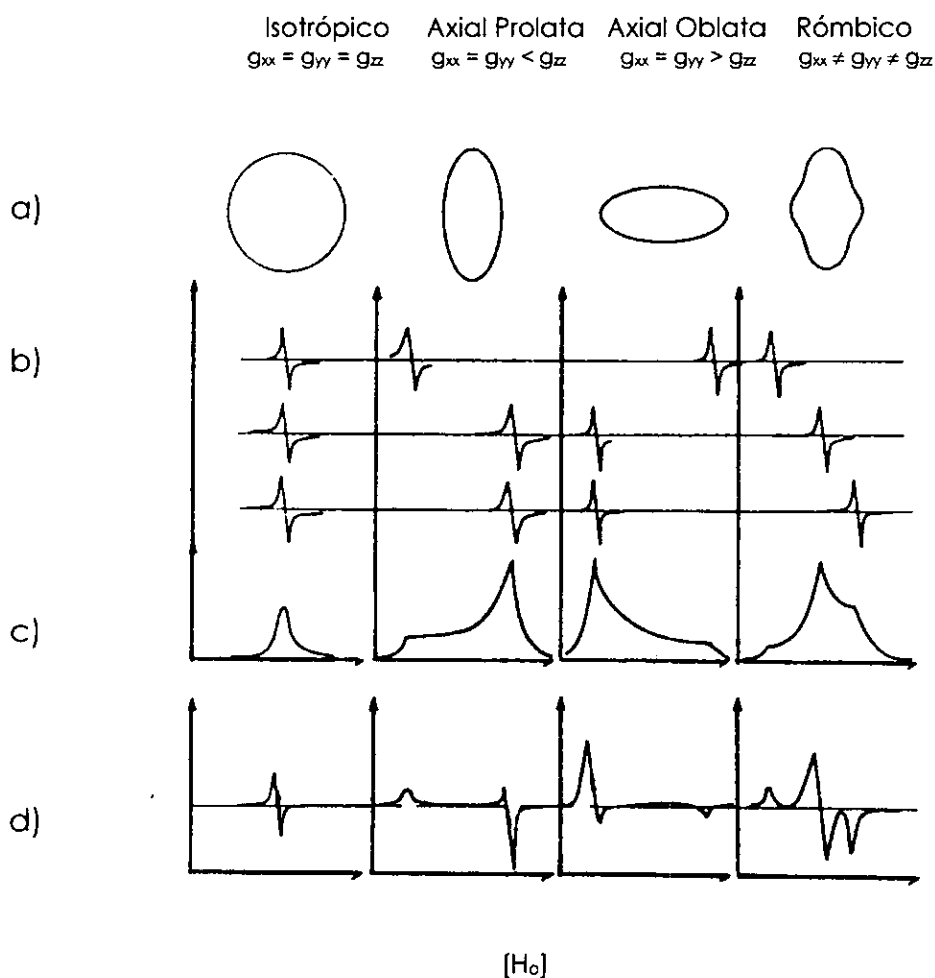 Isotrópico Axial Prolata Axial Oblata Rómbico
gxx = gyy = gzz gxx = gyy < gzz gxx = gyy > gzz gxx ≠ gyy ≠ gzz
a)
b)
c)
d)
[Ho]